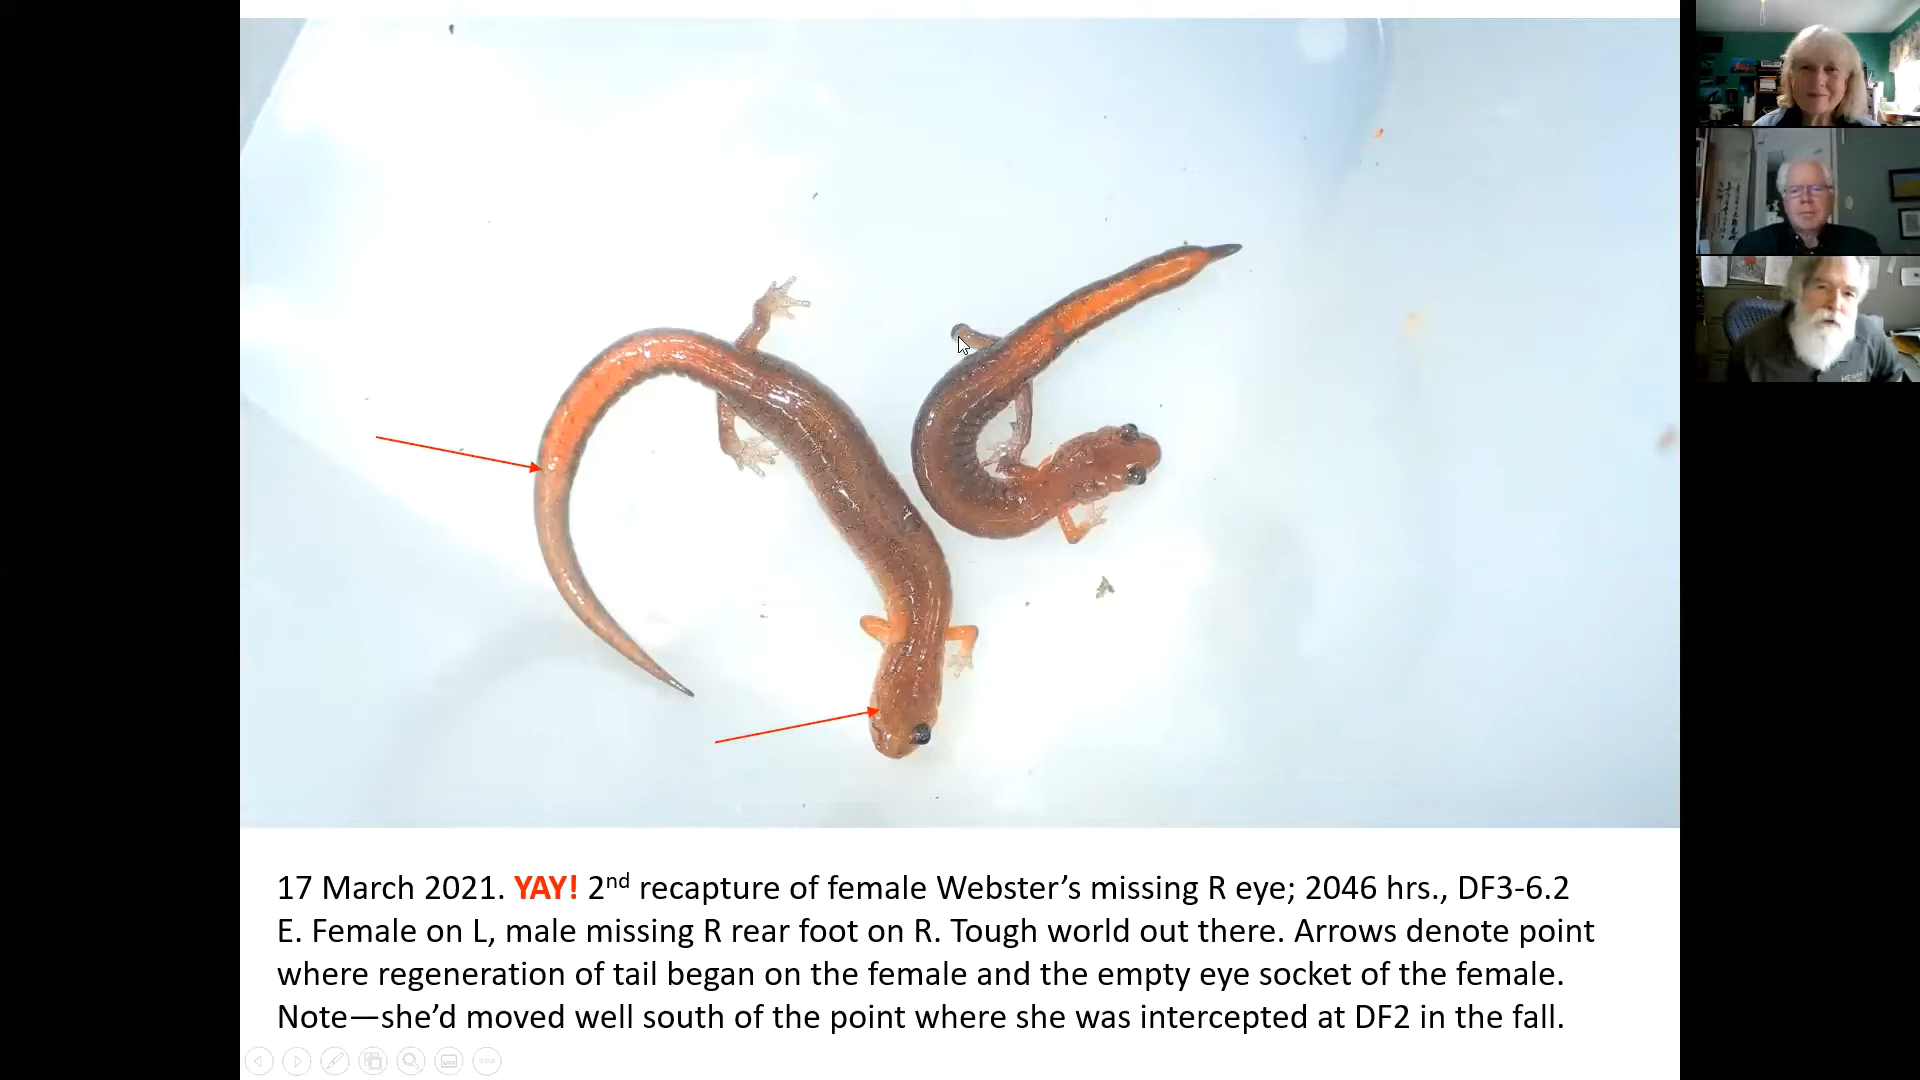 17 March 2021. YAY! 2nd recapture of female Webster’s missing R eye; 2046 hrs., DF3-6.2
E. Female on L, male missing R rear foot on R. Tough world out there. Arrows denote point
where regeneration of tail began on the female and the empty eye socket of the female.
Note—she’d moved well south of the point where she was intercepted at DF2 in the fall.